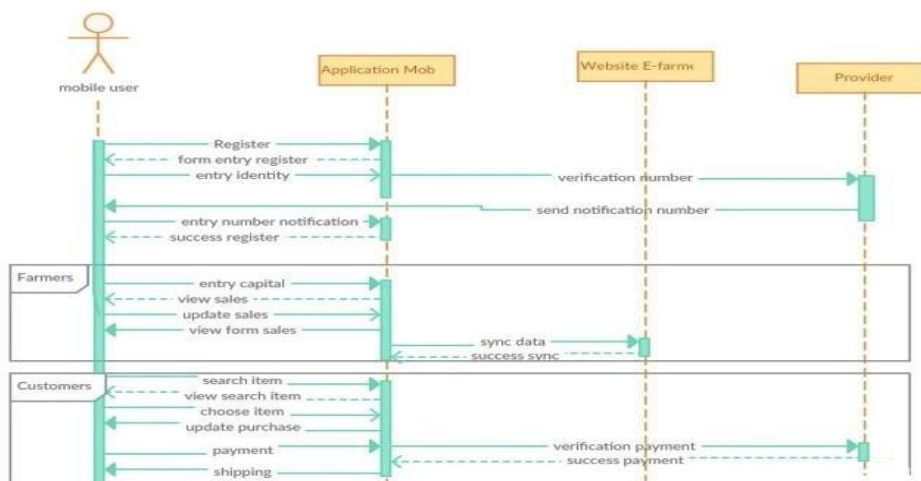 mobile user
Application Mob
Website E-farme
Provider
Register
form entry register
entry identity
verification number
send notification number
entry number notification
success register
Farmers
entry capital
view sales
update sales
view form sales
sync data
success sync
Customers
search item
view search item
choose item
update purchase
payment
verification payment
success payment
shipping